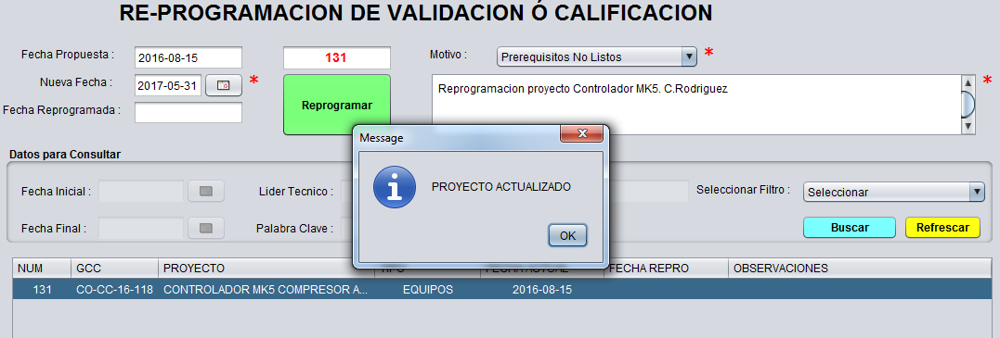 RE-PROGRAMACION DE VALIDACION Ó CALIFICACION
Fecha Propuesta : 2016-08-15 131 Motivo : Prerequisitos No Listos *
Nueva Fecha : 2017-05-31 * Reprogramacion proyecto Controlador MK5. C.Rodriguez *
Reprogramar
Fecha Reprogramada :
Message
Datos para Consultar
PROYECTO ACTUALIZADO
Fecha Inicial : Lider Tecnico : Seleccionar Filtro : Seleccionar
Fecha Final : Palabra Clave : Buscar Refrescar
OK
NUM GCC PROYECTO FECHA ACTUAL FECHA REPRO OBSERVACIONES
131 CO-CC-16-118 CONTROLADOR MK5 COMPRESOR A... EQUIPOS 2016-08-15